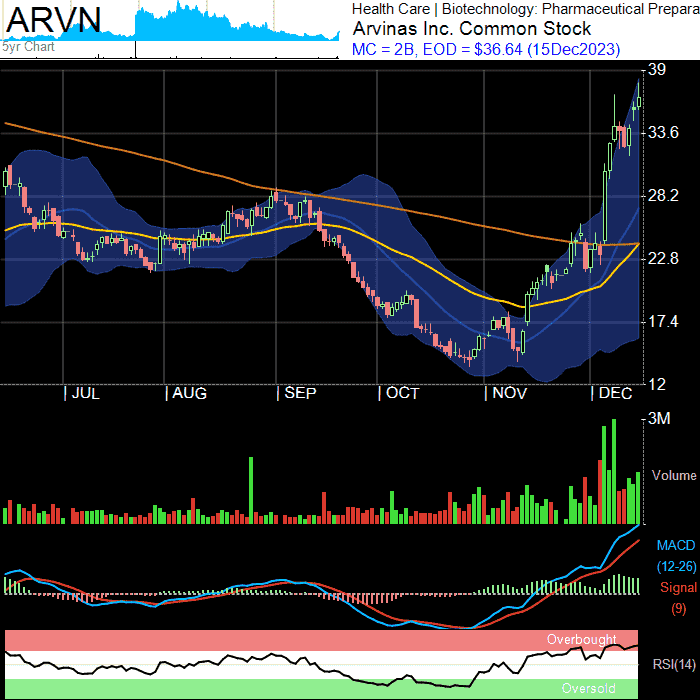 ARVN
5yr Chart
Health Care | Biotechnology: Pharmaceutical Prepara
Arvinas Inc. Common Stock
MC = 2B, EOD = $36.64 (15Dec2023)
39
33.6
28.2
22.8
17.4
12
| JUL | AUG | SEP | OCT | NOV | DEC
3M
Volume
MACD
(12-26)
Signal
(9)
Overbought
RSI(14)
Oversold